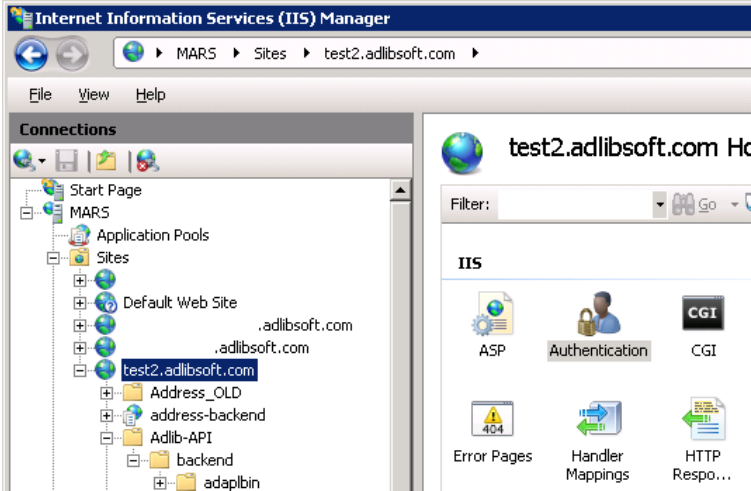 Internet Information Services (IIS) Manager
MARS Sites test2.adlibsoft.com
File View Help
Connections
Start Page
MARS
Application Pools
Sites
Default Web Site
.adlibsoft.com
.adlibsoft.com
test2.adlibsoft.com
Address_OLD
address-backend
Adlib-API
backend
adaplbin
test2.adlibsoft.com Ho
Filter: Go
IIS
ASP Authentication CGI
CGI
404
Error Pages Handler Mappings HTTP Respo...